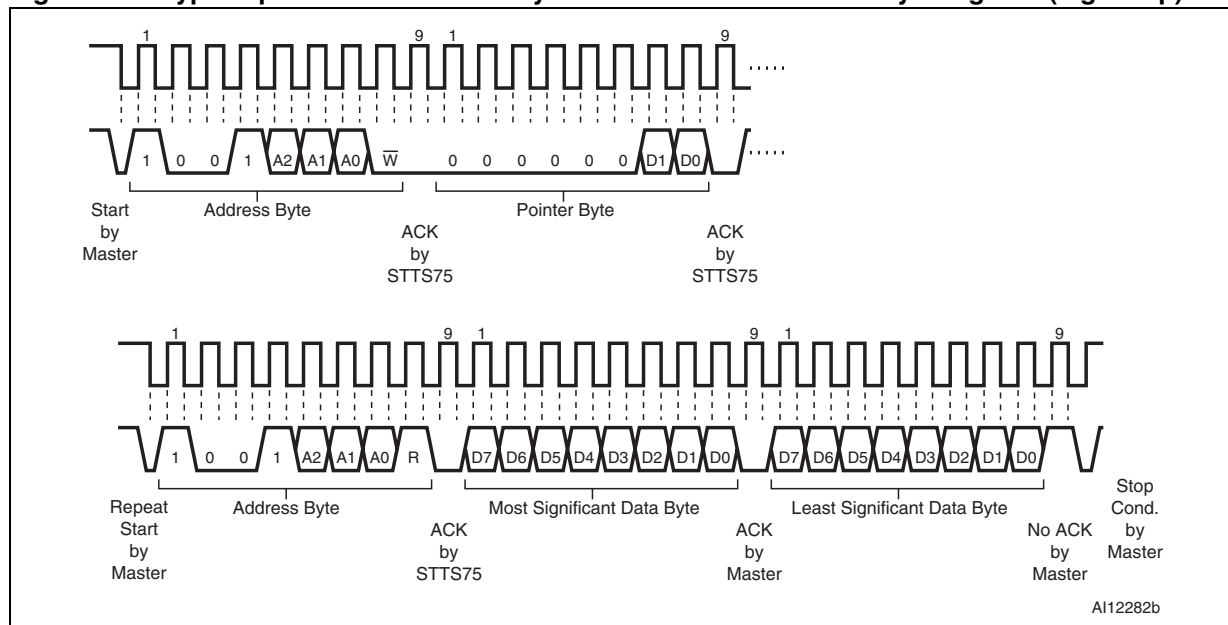 1 9 1 9
1 0 0 1 A2 A1 A0 W 0 0 0 0 0 0 D1 D0
Address Byte Pointer Byte
Start
by
Master
ACK
by
STTS75
ACK
by
STTS75
1 9 1 9 1 9
1 0 0 1 A2 A1 A0 R D7 D6 D5 D4 D3 D2 D1 D0 D7 D6 D5 D4 D3 D2 D1 D0
Address Byte Most Significant Data Byte Least Significant Data Byte
Repeat
Start
by
Master
ACK
by
STTS75
ACK
by
Master
No ACK
by
Master
Stop
Cond.
by
Master
AI12282b